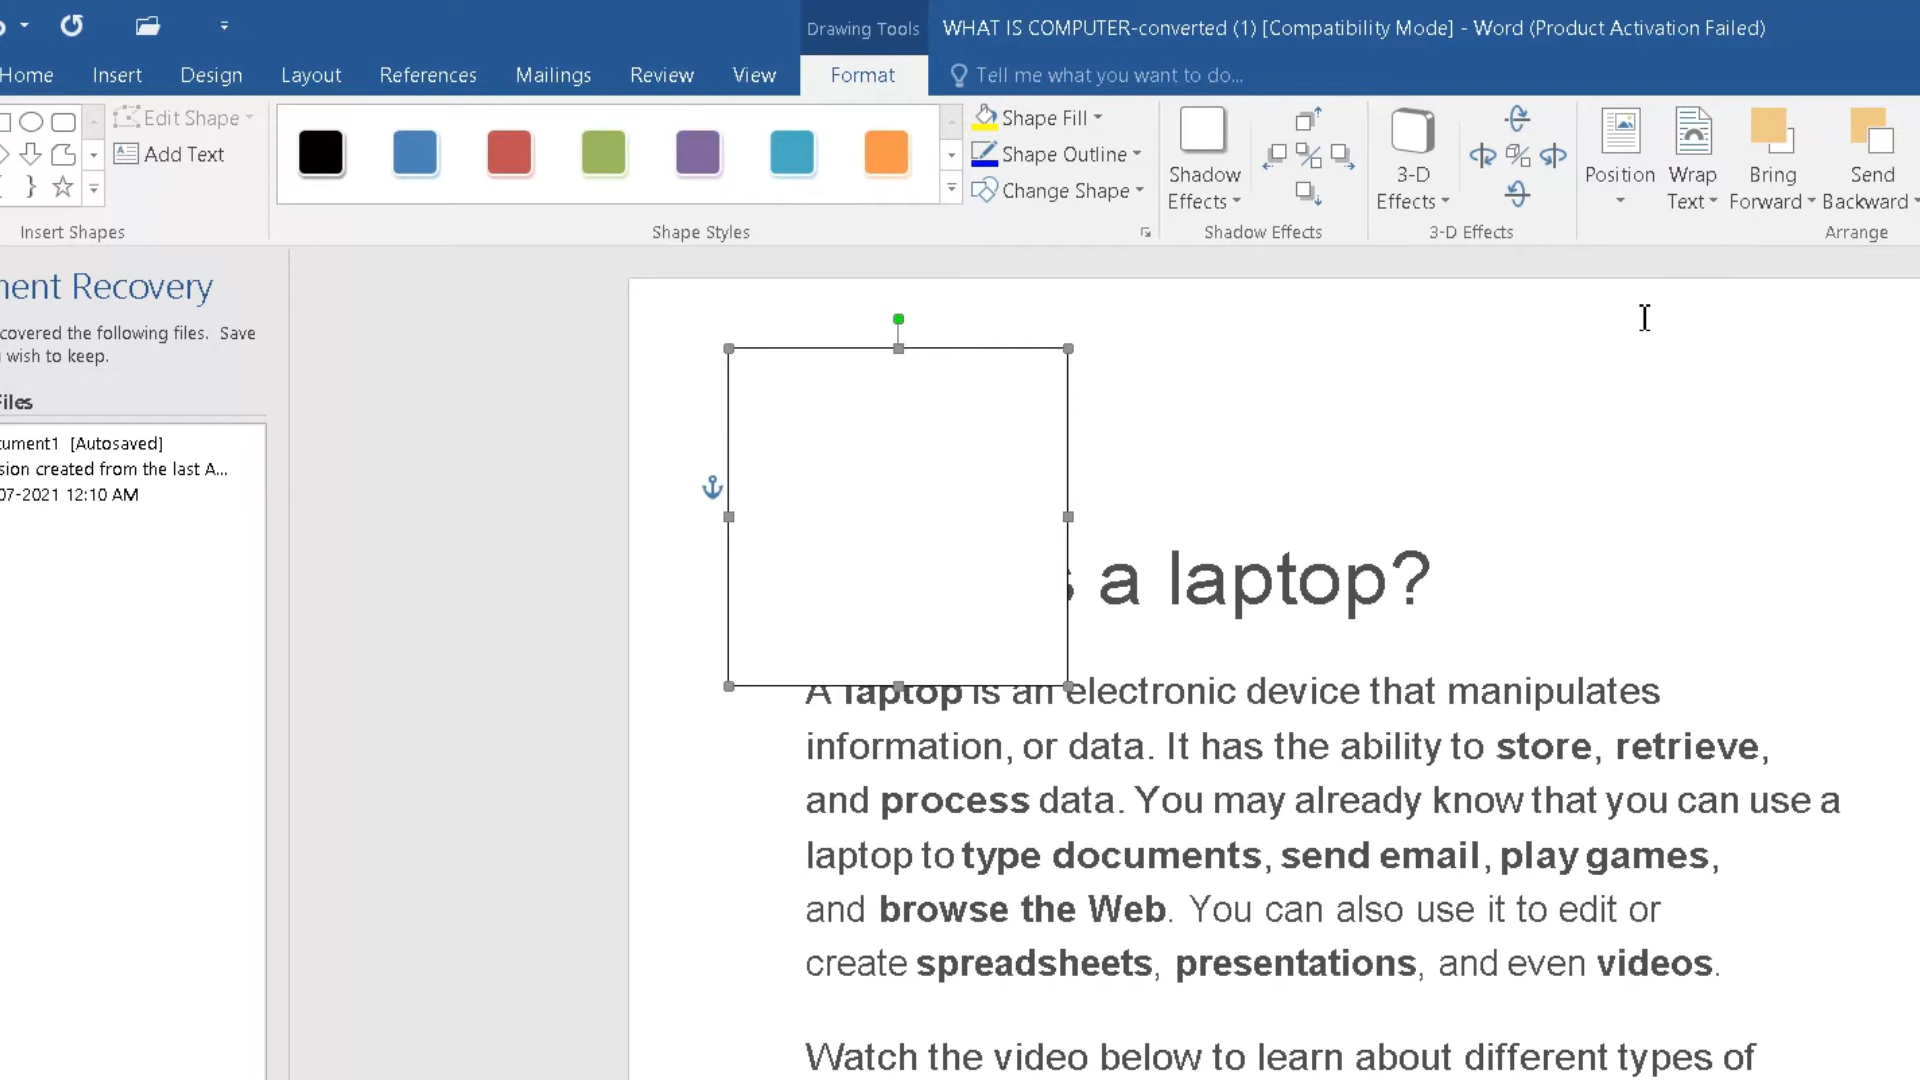 Drawing Tools
WHAT IS COMPUTER-converted (1) [Compatibility Mode] - Word (Product Activation Failed)
Home Insert Design Layout References Mailings Review View Format Tell me what you want to do...
Edit Shape
Add Text
Insert Shapes
Shape Fill
Shape Outline
Change Shape
Shape Styles
Shadow
Effects
Shadow Effects
3-D
Effects
3-D Effects
Position
Wrap
Text
Bring
Forward
Send
Backward
Arrange
ment Recovery
covered the following files. Save
wish to keep.
Files
cument1 [Autosaved]
sion created from the last A...
07-2021 12:10 AM
s a laptop?
A laptop is an electronic device that manipulates
information, or data. It has the ability to store, retrieve,
and process data. You may already know that you can use a
laptop to type documents, send email, play games,
and browse the Web. You can also use it to edit or
create spreadsheets, presentations, and even videos.
Watch the video below to learn about different types of